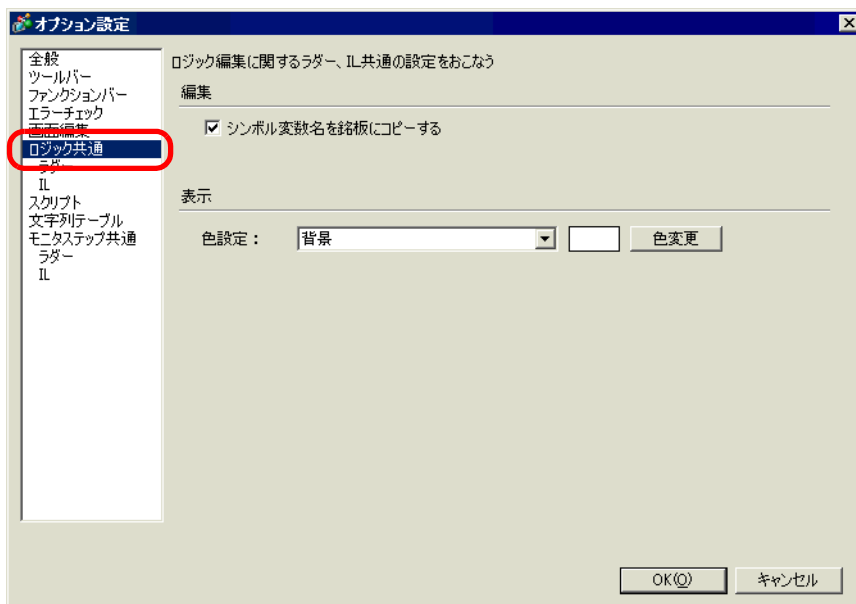 オプション設定
全般
ツールバー
ファンクションバー
エラーチェック
画面編集
ロジック共通
ラダー
IL
スクリプト
文字列テーブル
モニタステップ共通
ラダー
IL
ロジック編集に関するラダー、IL共通の設定をおこなう
編集
シンボル変数名を銘板にコピーする
表示
色設定： 背景 色変更
OK(O) キャンセル